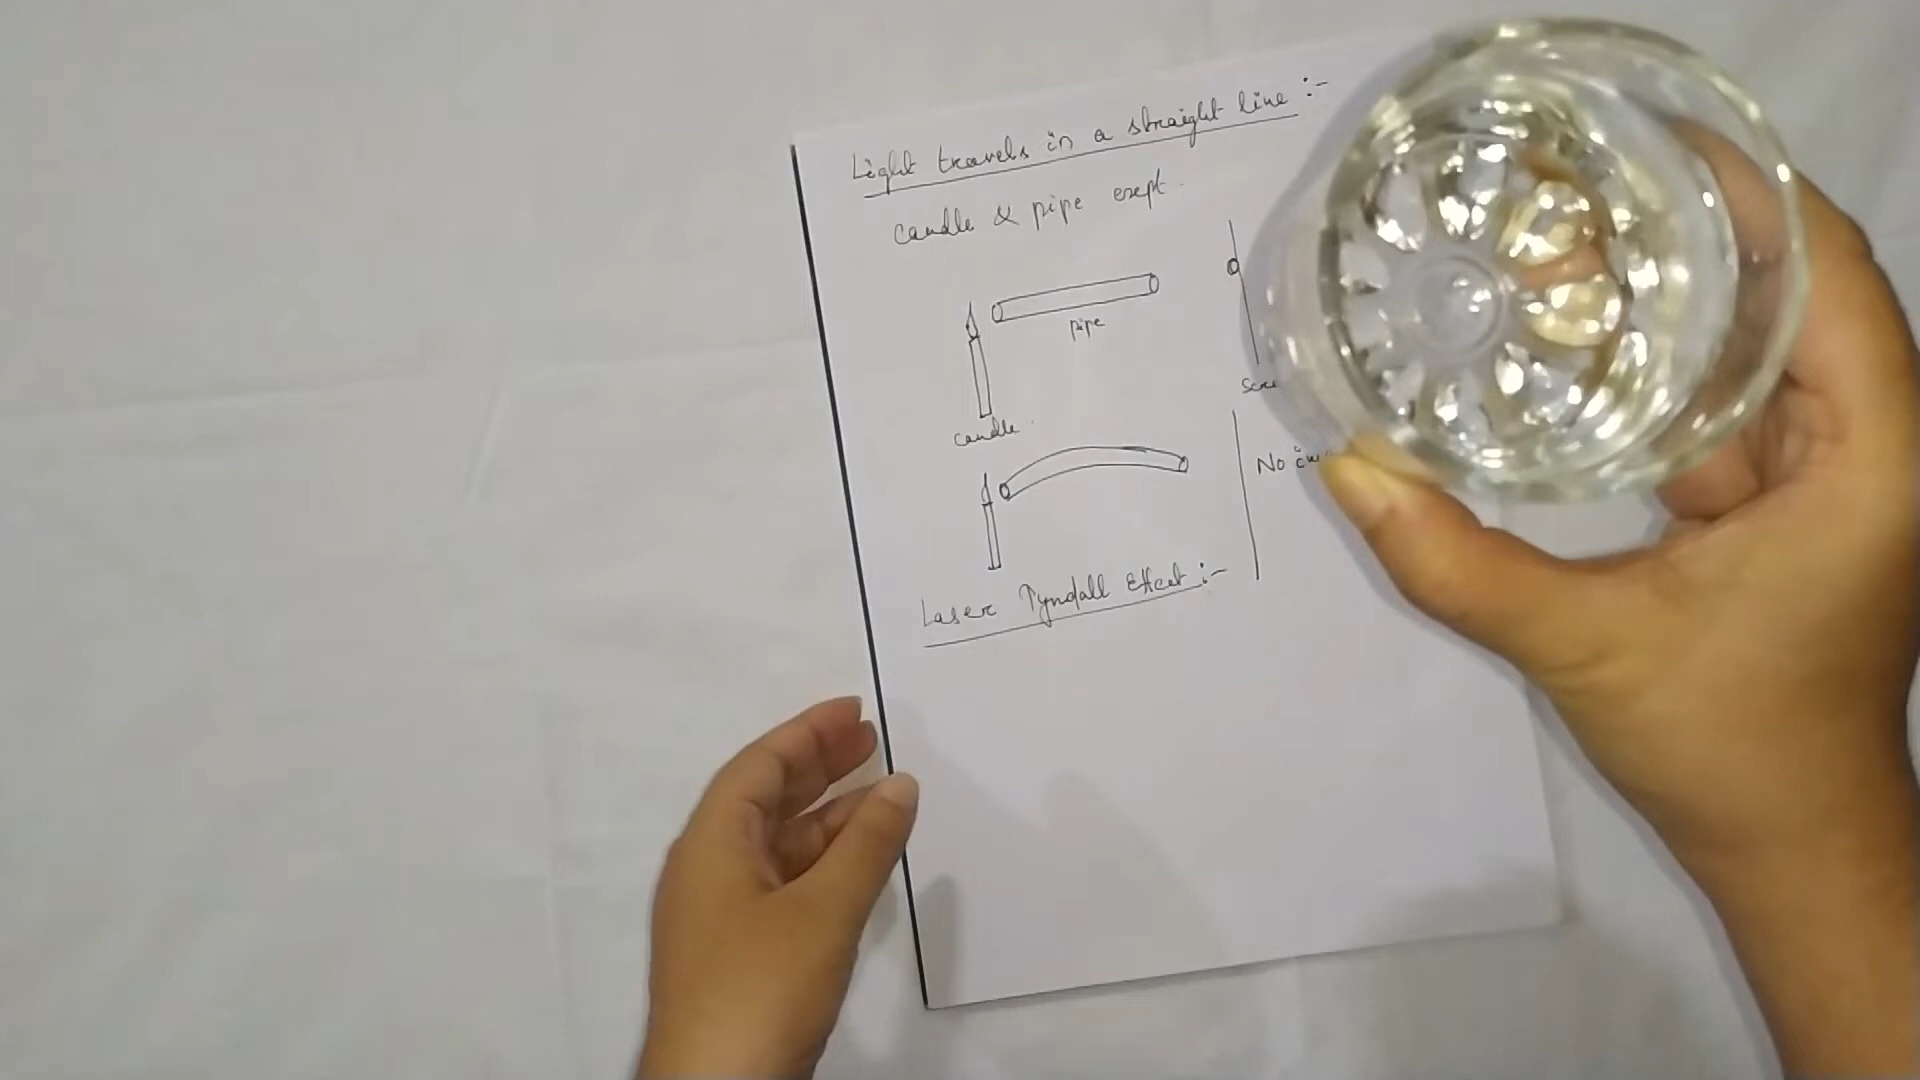 Light travels in a straight line :-
Candle & pipe expt.
pipe
candle
No
Laser Tyndall Effect :-